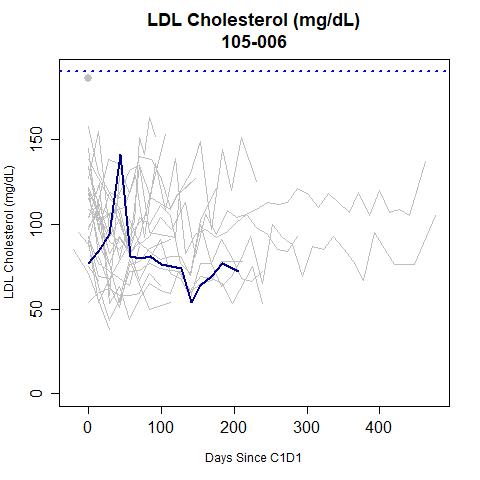 LDL Cholesterol (mg/dL)
105-006
LDL Cholesterol (mg/dL)
150
100
50
0
0 100 200 300 400
Days Since C1D1